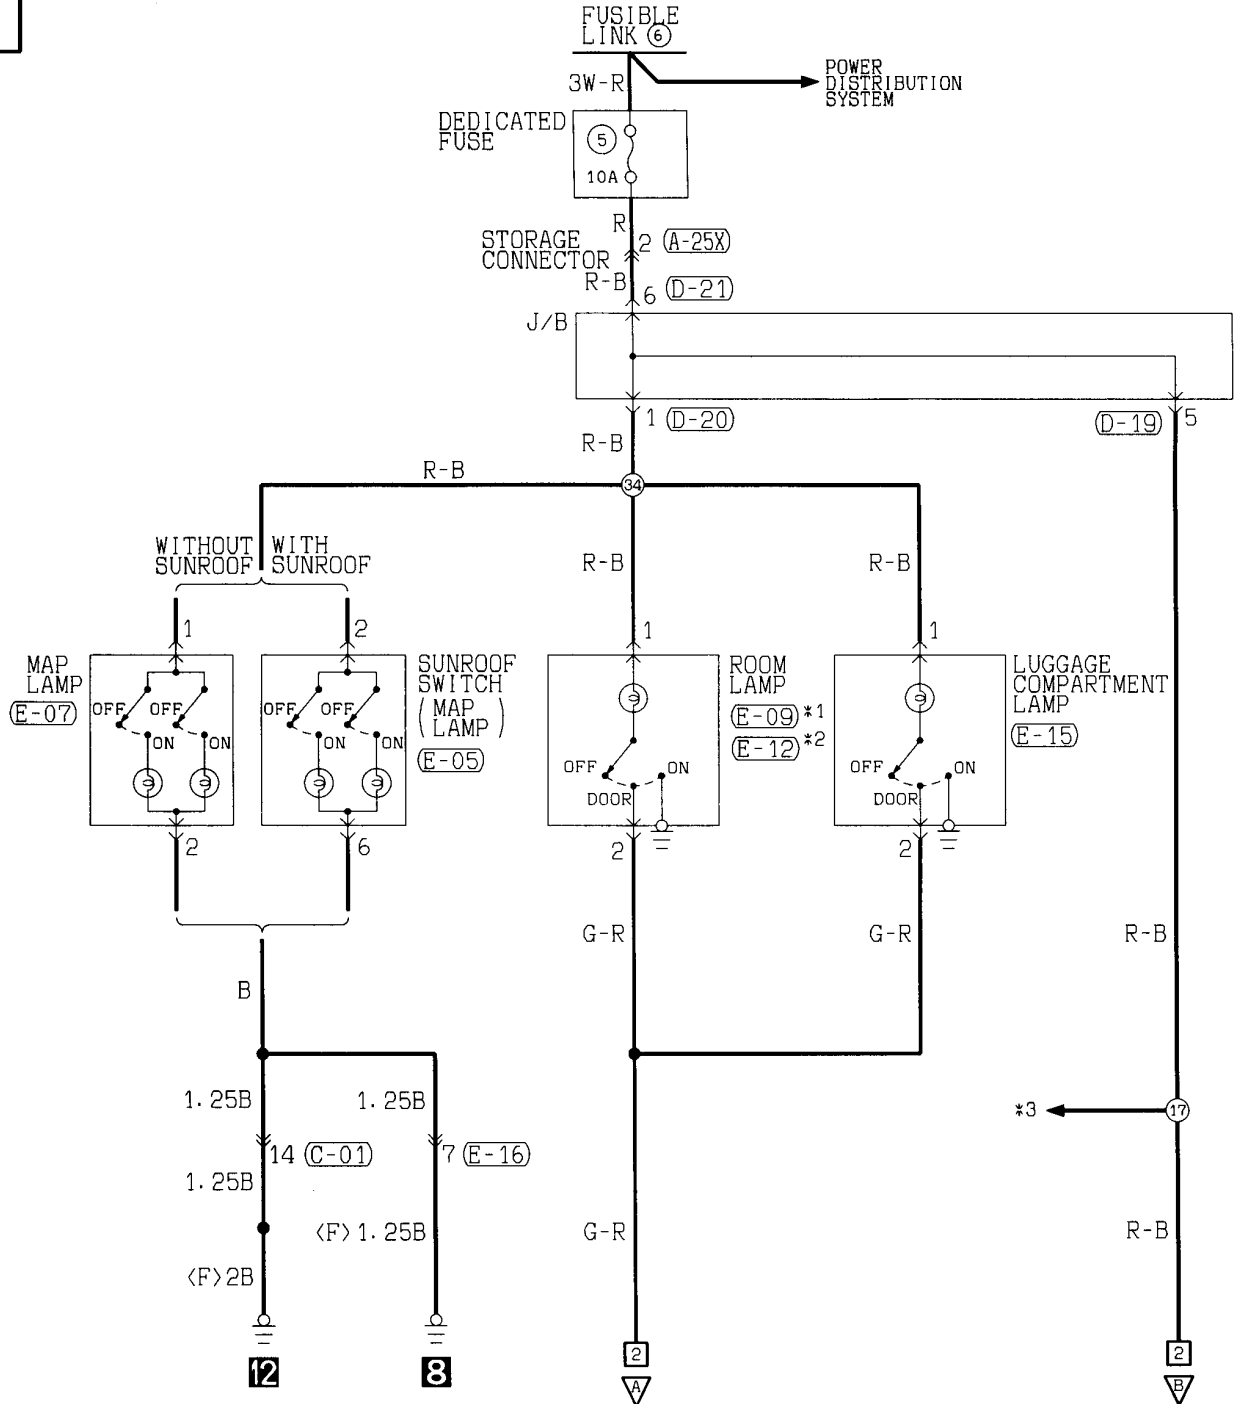 FUSIBLE
LINK 6
3W-R
POWER
DISTRIBUTION
SYSTEM
DEDICATED
FUSE
5
10A
R
STORAGE
CONNECTOR
2 A-25X
R-B
6 D-21
J/B
1 D-20
D-19 5
R-B
R-B
34
WITHOUT
SUNROOF
WITH
SUNROOF
R-B
R-B
1
2
1
1
MAP
LAMP
E-07
OFF
OFF
ON
ON
OFF
OFF
ON
ON
SUNROOF
SWITCH
(MAP
LAMP)
E-05
OFF
DOOR
ON
ROOM
LAMP
E-09 *1
E-12 *2
OFF
DOOR
ON
LUGGAGE
COMPARTMENT
LAMP
E-15
2
6
2
2
G-R
G-R
R-B
B
1.25B
1.25B
*3
17
14 C-01
7 E-16
1.25B
<F>1.25B
G-R
R-B
<F>2B
12
8
2
A
2
B